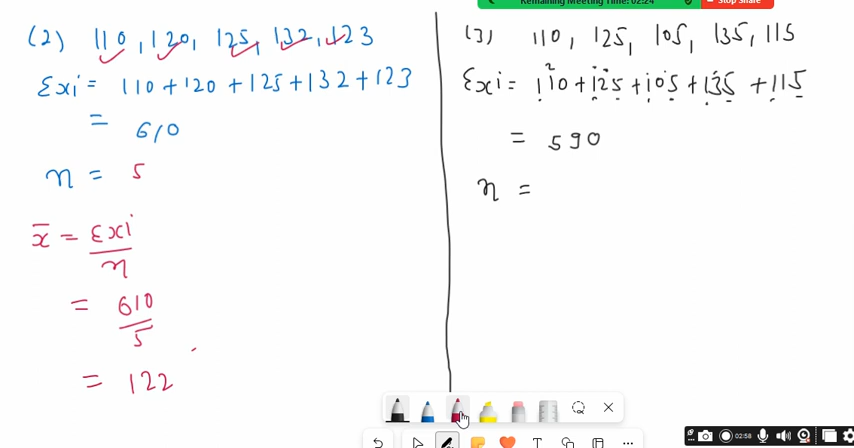 Remaining Meeting Time: 02:24
Stop Share
(2) 110, 120, 125, 132, 123
Σxi = 110 + 120 + 125 + 132 + 123
= 610
n = 5
x̄ = Σxi
n
= 610
5
= 122
(3) 110, 125, 105, 135, 115
Σxi = 110 + 125 + 105 + 135 + 115
= 590
n =
02:58